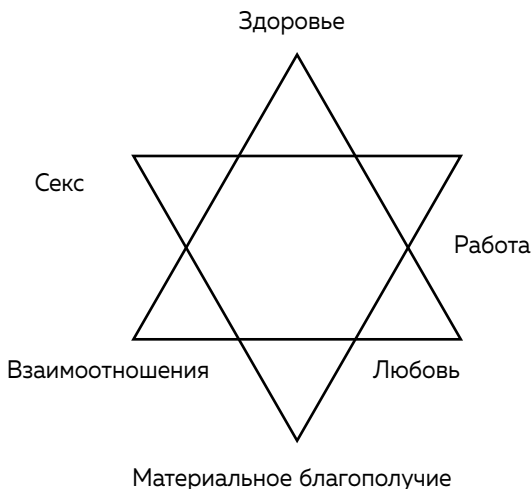 Здоровье
Секс
Работа
Взаимоотношения
Любовь
Материальное благополучие